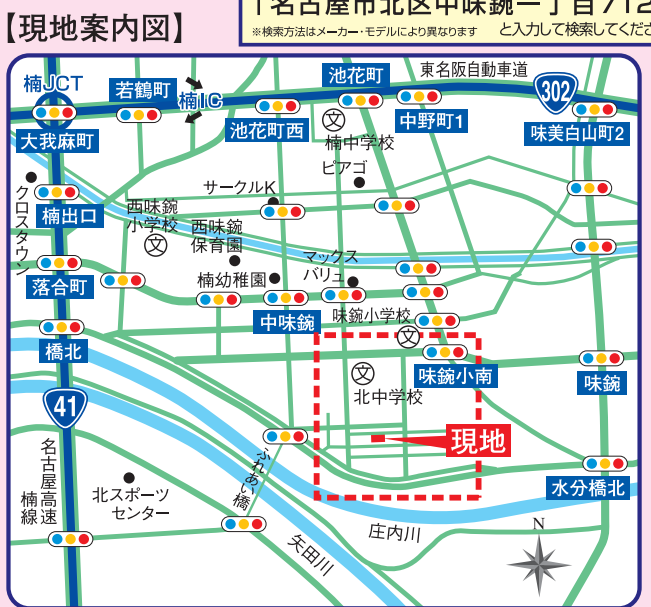 「名古屋市北区中味鋺一丁目712
【現地案内図】
※検索方法はメーカー・モデルにより異なります
と入力して検索してくださ
楠JCT
若鶴町
楠IC
池花町
東名阪自動車道
302
大我麻町
池花町西
文
楠中学校
中野町1
味美白山町2
ピアゴ
クロスタウン
楠出口
サークルK
西味鋺
小学校
文
西味鋺
保育園
落合町
楠幼稚園
マックス
バリュ
中味鋺
味鋺小学校
文
橋北
文
北中学校
味鋺小南
味鋺
41
現地
名古屋高速
楠線
北スポーツ
センター
ふれあい橋
水分橋北
矢田川
庄内川
N